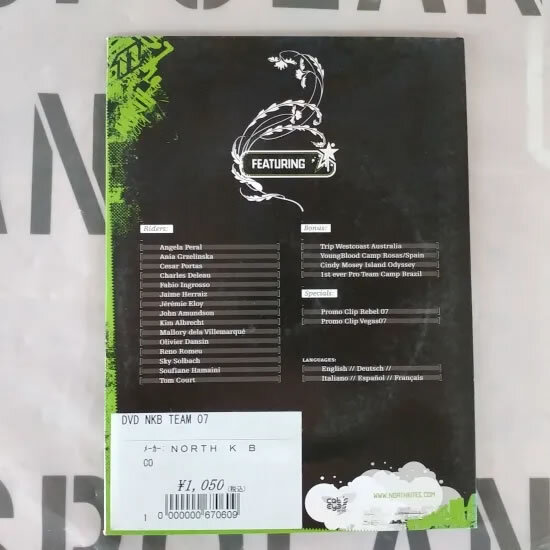 FEATURING
Riders:
Angela Peral
Ania Grzelinska
Cesar Portas
Charles Deleau
Fabio Ingrosso
Jaime Herraiz
Jérémie Eloy
John Amundson
Kim Albrecht
Mallory dela Villemarqué
Olivier Dansin
Reno Romeu
Sky Solbach
Soufiane Hamaini
Tom Court
Bonus:
Trip Westcoast Australia
YoungBlood Camp Rosas/Spain
Cindy Mosey Island Odyssey
1st ever Pro Team Camp Brazil
Specials:
Promo Clip Rebel 07
Promo Clip Vegas07
LANGUAGES:
English // Deutsch //
Italiano // Español // Français
DVD NKB TEAM 07
メーカー: NORTH K B
CO
¥1,050 (税込)
1 0 000000 670609
WWW.NORTHKITES.COM